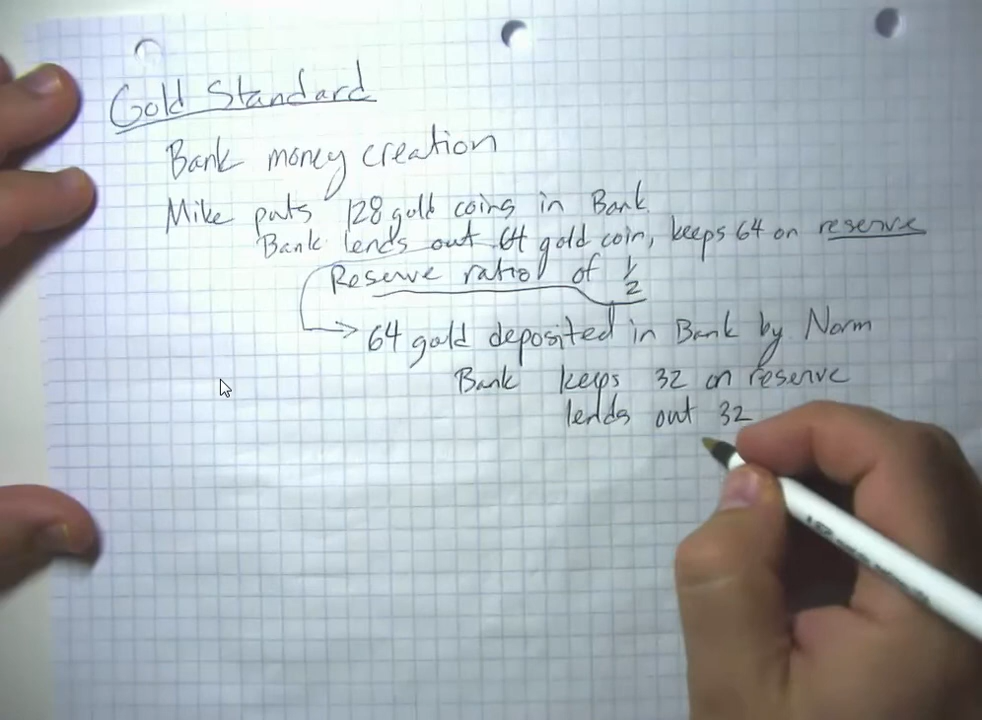 Gold Standard
Bank money creation
Mike puts 128 gold coins in Bank
Bank lends out 64 gold coin, keeps 64 on reserve
Reserve ratio of 1/2
→ 64 gold deposited in Bank by Norm
Bank keeps 32 on reserve
lends out 32